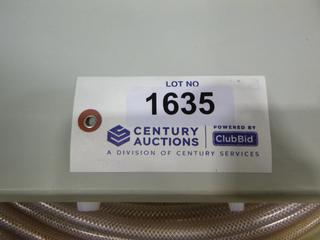 LOT NO
1635
CENTURY
AUCTIONS
POWERED BY
ClubBid
A DIVISION OF CENTURY SERVICES